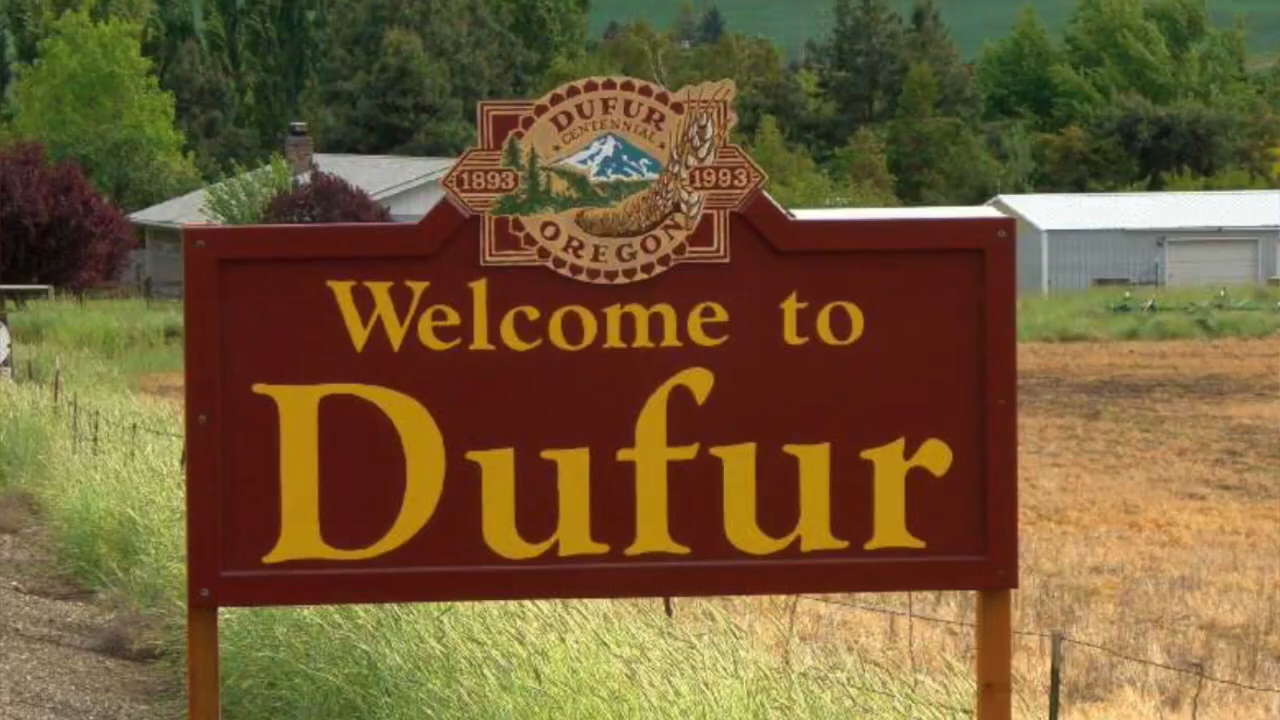 DUFUR
CENTENNIAL
1893 1993
OREGON
Welcome to
Dufur